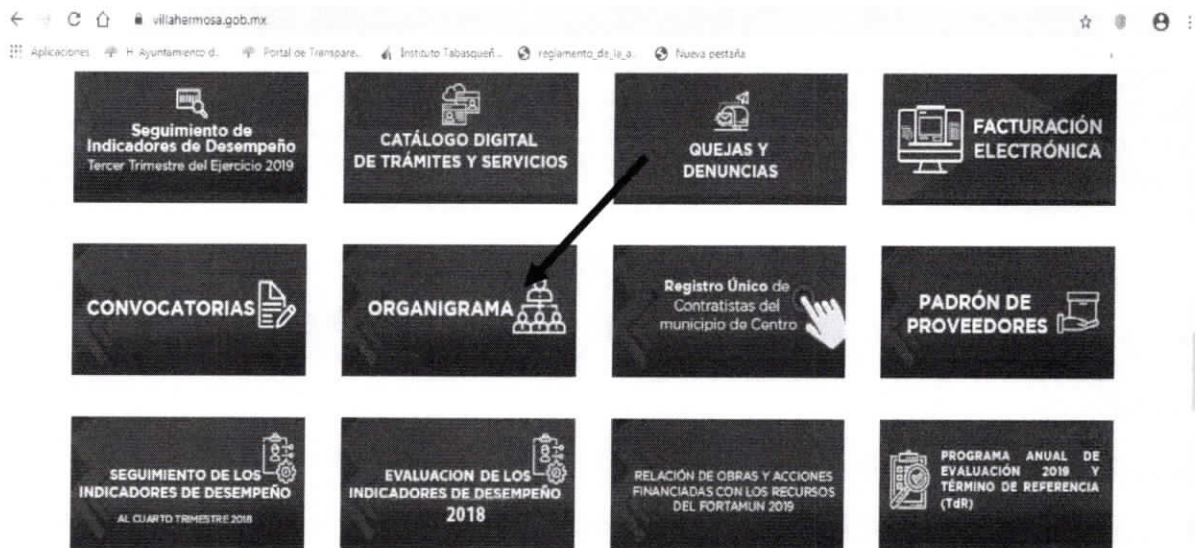 villahermosa.gob.mx
Aplicaciones H. Ayuntamiento d... Portal de Transpare... Instituto Tabasqueñ... reglamento_de_la_a... Nueva pestaña
Seguimiento de
Indicadores de Desempeño
Tercer Trimestre del Ejercicio 2019
CATÁLOGO DIGITAL
DE TRÁMITES Y SERVICIOS
QUEJAS Y
DENUNCIAS
FACTURACIÓN
ELECTRÓNICA
CONVOCATORIAS
ORGANIGRAMA
Registro Único de
Contratistas del
municipio de Centro
PADRÓN DE
PROVEEDORES
SEGUIMIENTO DE LOS
INDICADORES DE DESEMPEÑO
AL CUARTO TRIMESTRE 2018
EVALUACION DE LOS
INDICADORES DE DESEMPEÑO
2018
RELACIÓN DE OBRAS Y ACCIONES
FINANCIADAS CON LOS RECURSOS
DEL FORTAMUN 2019
PROGRAMA ANUAL DE
EVALUACIÓN 2019 Y
TÉRMINO DE REFERENCIA
(TdR)